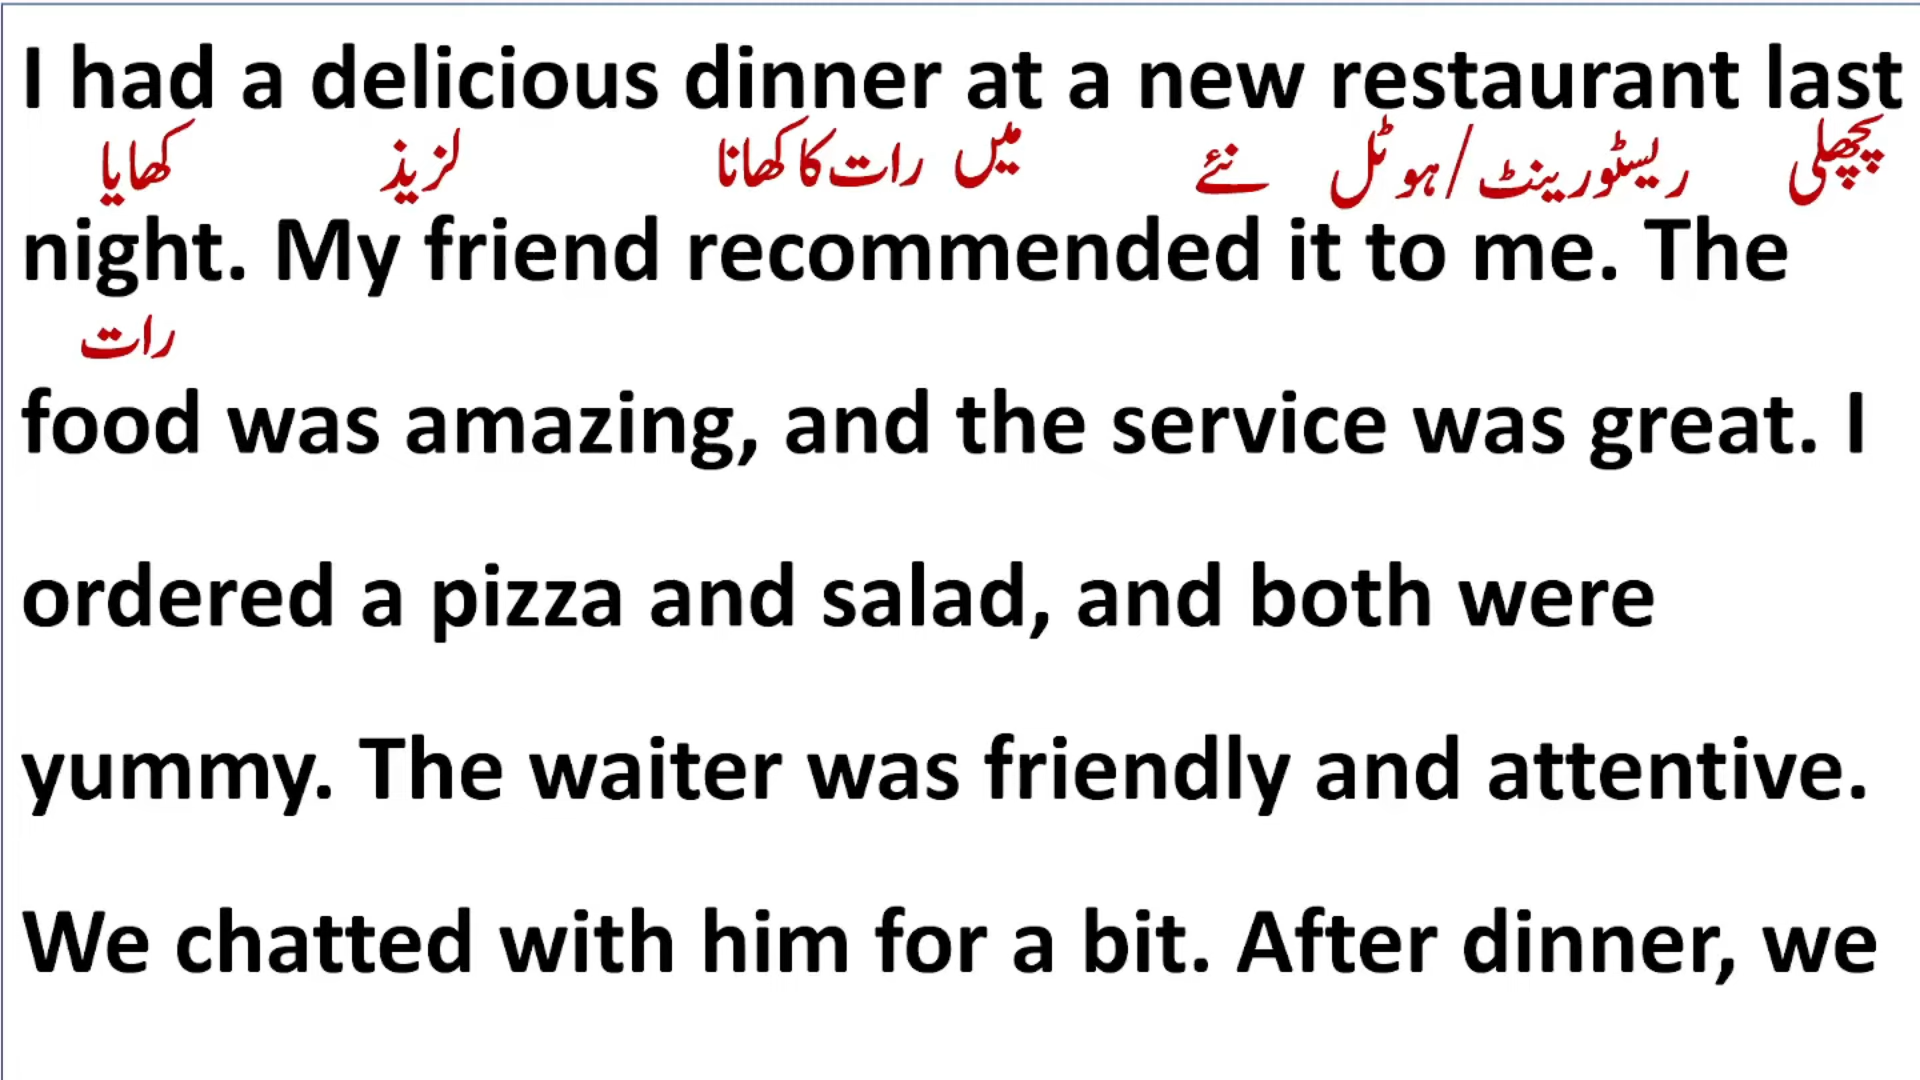 I had a delicious dinner at a new restaurant last
کھایا لزیذ رات کا کھانا میں نئے ریسٹورینٹ/ہوٹل پچھلی
night. My friend recommended it to me. The
رات
food was amazing, and the service was great. I
ordered a pizza and salad, and both were
yummy. The waiter was friendly and attentive.
We chatted with him for a bit. After dinner, we